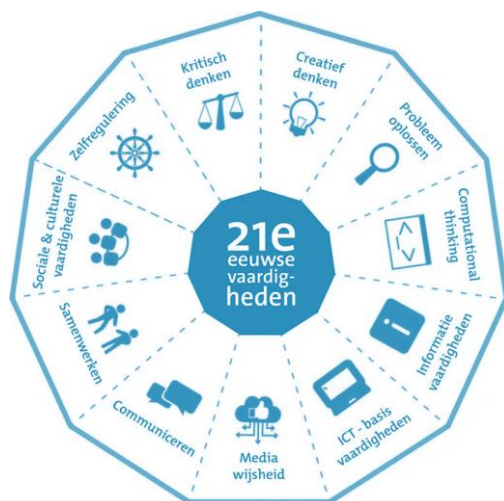 21e
eeuwse
vaardig-
heden
Kritisch
denken
Creatief
denken
Probleem
oplossen
Computational
thinking
Informatie
vaardigheden
ICT - basis
vaardigheden
Media
wijsheid
Communiceren
Samenwerken
Sociale & culturele
vaardigheden
Zelfregulering